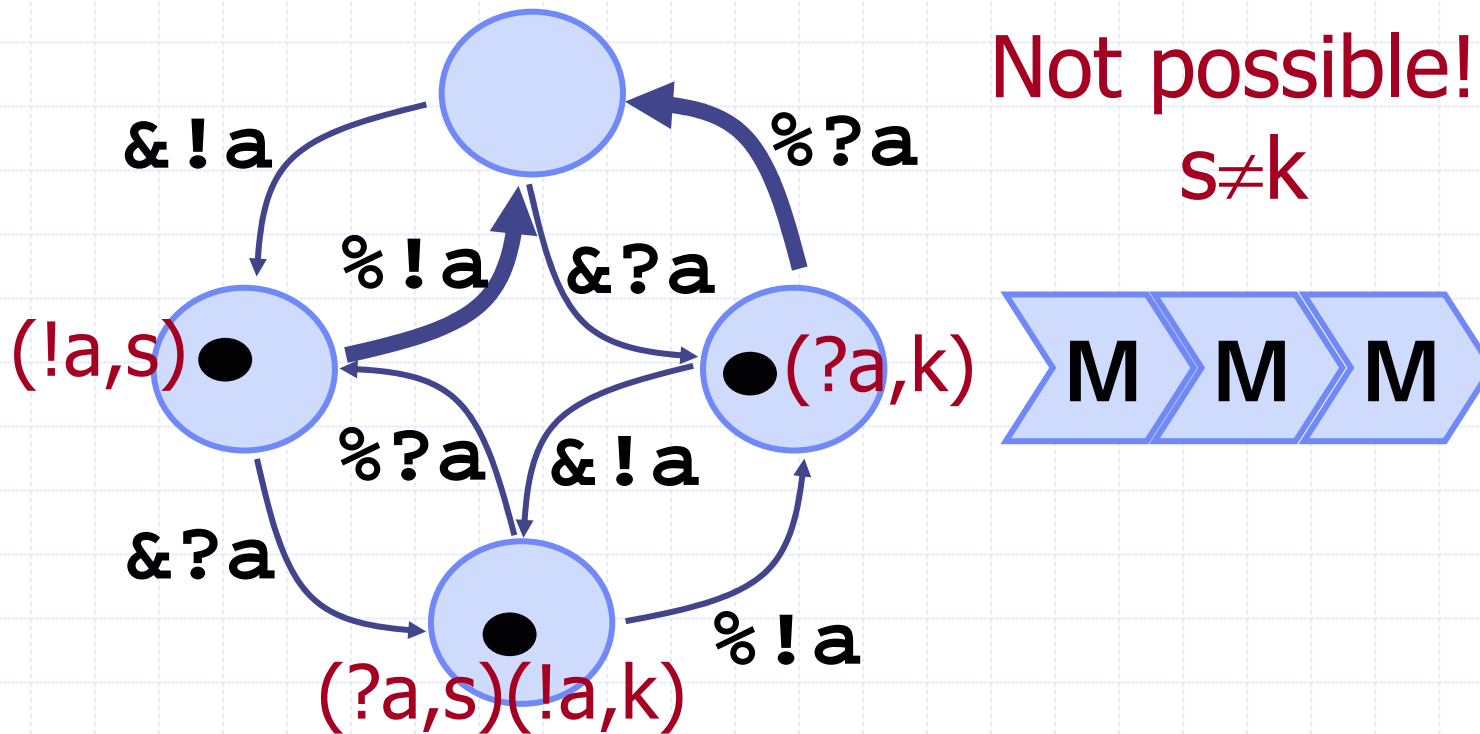 Not possible!
s≠k
&!a
%?a
%!a
&?a
(!a,s)
(?a,k)
M M M
%?a
&!a
&?a
%!a
(?a,s)(!a,k)